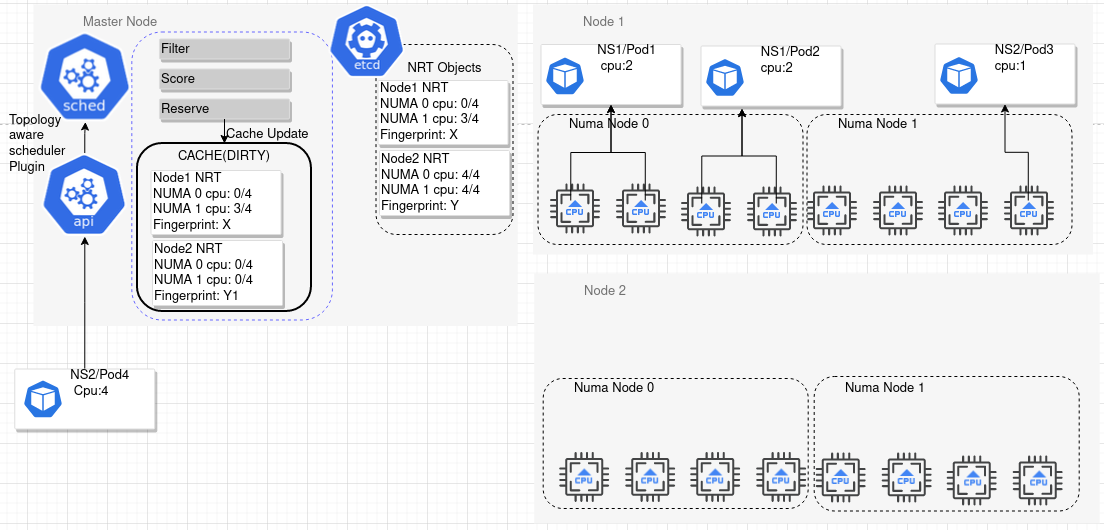 Master Node
sched
Topology
aware
scheduler
Plugin
api
NS2/Pod4
Cpu:4
Filter
Score
Reserve
Cache Update
CACHE(DIRTY)
Node1 NRT
NUMA 0 cpu: 0/4
NUMA 1 cpu: 3/4
Fingerprint: X
Node2 NRT
NUMA 0 cpu: 0/4
NUMA 1 cpu: 0/4
Fingerprint: Y1
etcd
NRT Objects
Node1 NRT
NUMA 0 cpu: 0/4
NUMA 1 cpu: 3/4
Fingerprint: X
Node2 NRT
NUMA 0 cpu: 4/4
NUMA 1 cpu: 4/4
Fingerprint: Y
Node 1
NS1/Pod1
cpu:2
NS1/Pod2
cpu:2
NS2/Pod3
cpu:1
Numa Node 0
CPU
CPU
CPU
CPU
Numa Node 1
CPU
CPU
CPU
CPU
Node 2
Numa Node 0
CPU
CPU
CPU
CPU
Numa Node 1
CPU
CPU
CPU
CPU